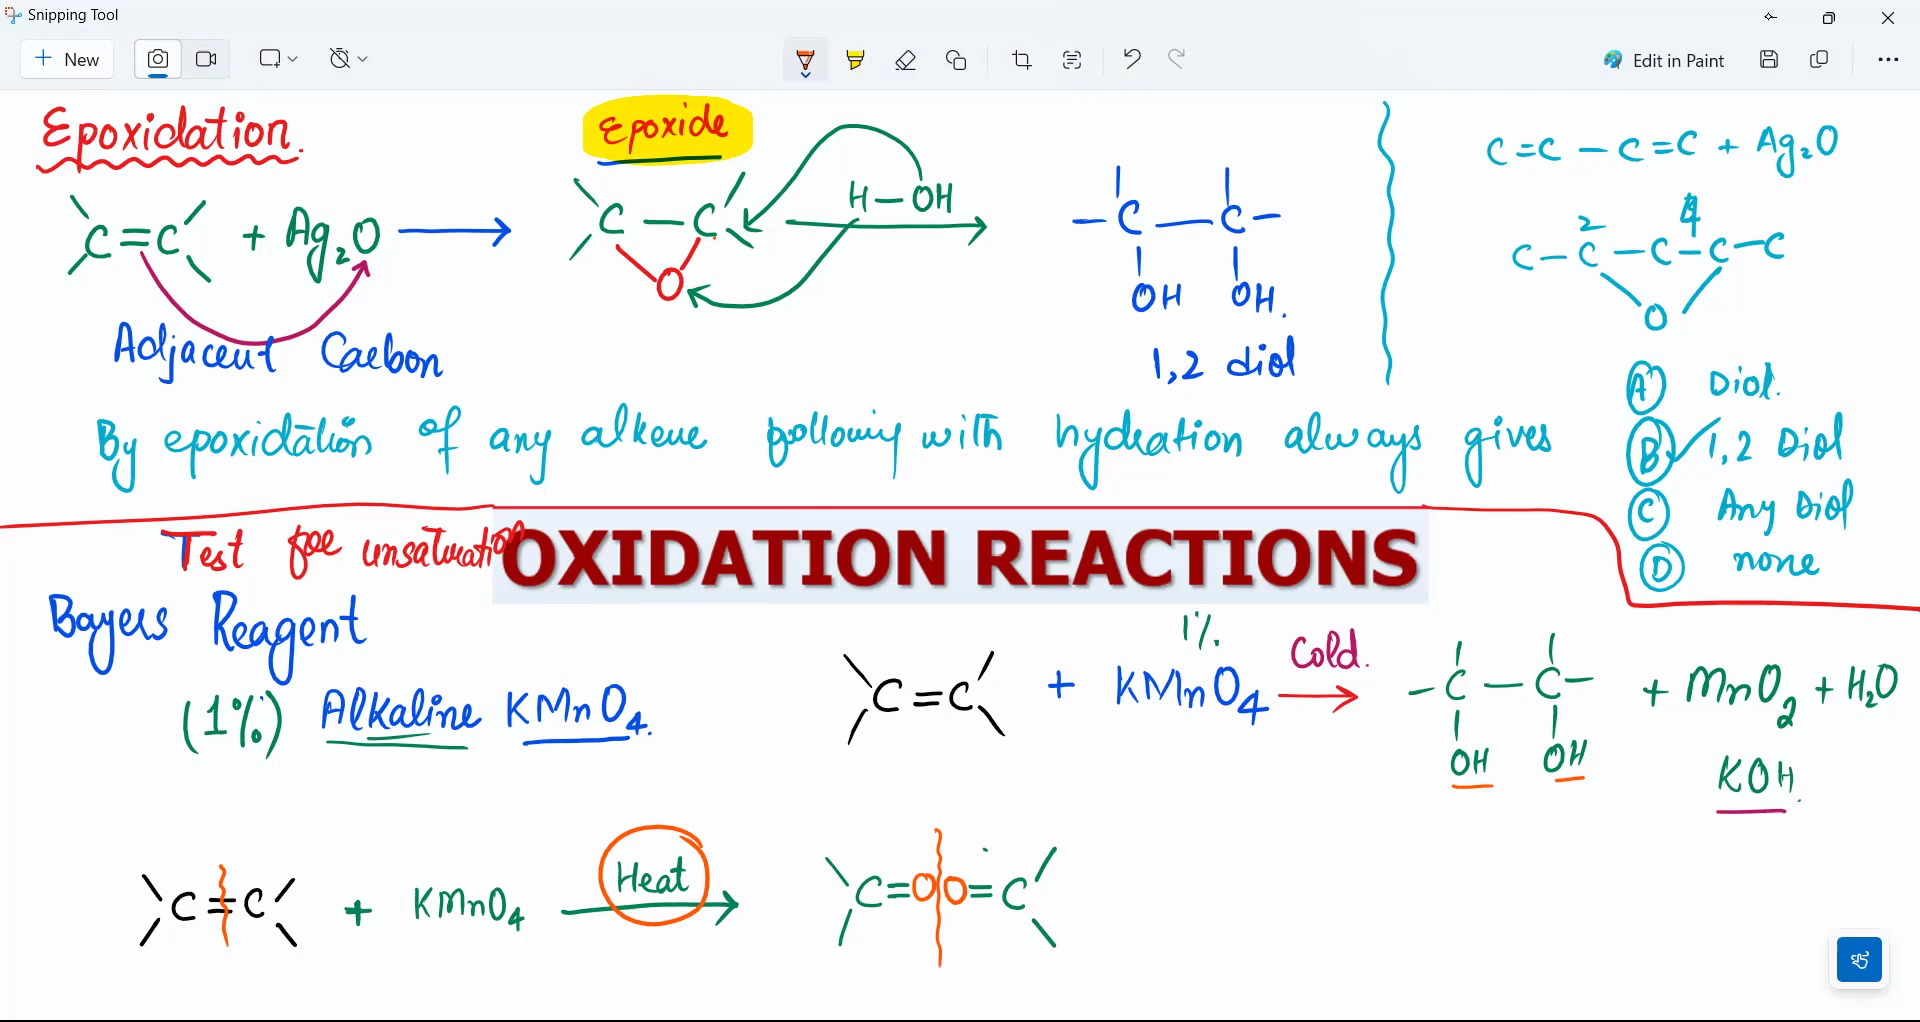 Snipping Tool
New
Edit in Paint
Epoxidation.
Epoxide
C=C + Ag₂O
C — C
O
H—OH
— C — C —
OH OH.
1,2 diol
Adjacent Carbon
C=C — C=C + Ag₂O
2 4
C — C — C — C — C
O
A Diol.
B ✓ 1,2 Diol
C Any Diol
D none
By epoxidation of any alkene following with hydration always gives
Test for unsaturation
OXIDATION REACTIONS
Bayers Reagent
(1%) Alkaline KMnO₄.
1%.
C=C + KMnO₄
Cold.
— C — C —
OH OH
+ MnO₂ + H₂O
KOH.
C=C + KMnO₄
Heat
C=O O=C